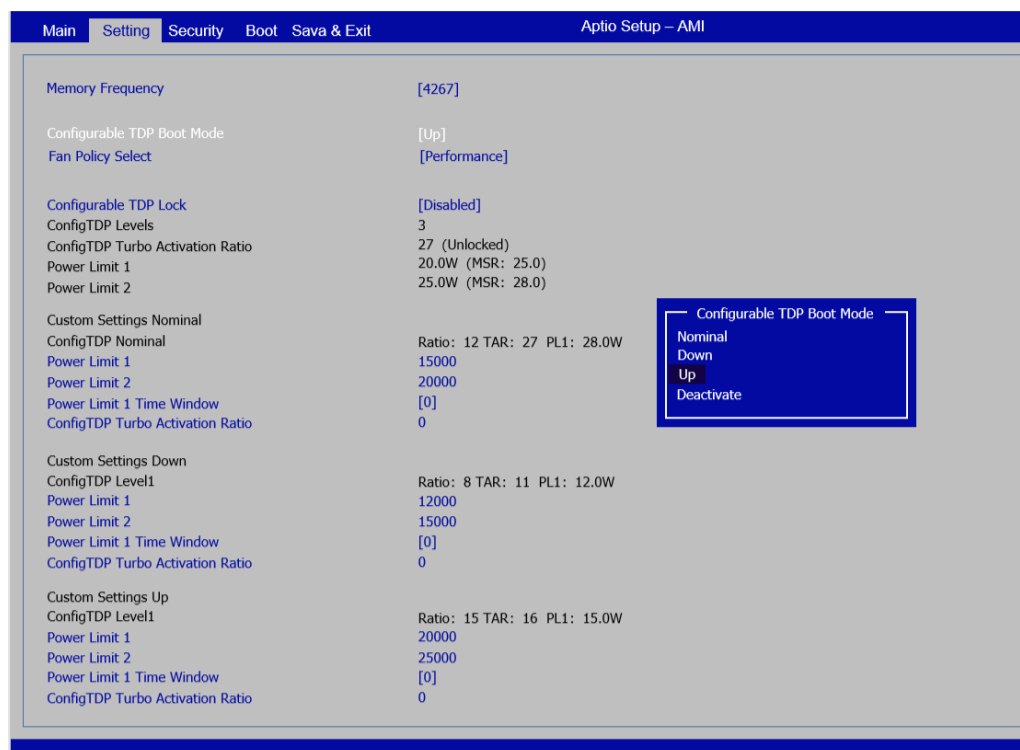 Aptio Setup – AMI
Main Setting Security Boot Sava & Exit
Memory Frequency [4267]
Configurable TDP Boot Mode [Up]
Fan Policy Select [Performance]
Configurable TDP Lock [Disabled]
ConfigTDP Levels 3
ConfigTDP Turbo Activation Ratio 27 (Unlocked)
Power Limit 1 20.0W (MSR: 25.0)
Power Limit 2 25.0W (MSR: 28.0)
Custom Settings Nominal
ConfigTDP Nominal Ratio: 12 TAR: 27 PL1: 28.0W
Power Limit 1 15000
Power Limit 2 20000
Power Limit 1 Time Window [0]
ConfigTDP Turbo Activation Ratio 0
Custom Settings Down
ConfigTDP Level1 Ratio: 8 TAR: 11 PL1: 12.0W
Power Limit 1 12000
Power Limit 2 15000
Power Limit 1 Time Window [0]
ConfigTDP Turbo Activation Ratio 0
Custom Settings Up
ConfigTDP Level1 Ratio: 15 TAR: 16 PL1: 15.0W
Power Limit 1 20000
Power Limit 2 25000
Power Limit 1 Time Window [0]
ConfigTDP Turbo Activation Ratio 0
Configurable TDP Boot Mode
Nominal
Down
Up
Deactivate